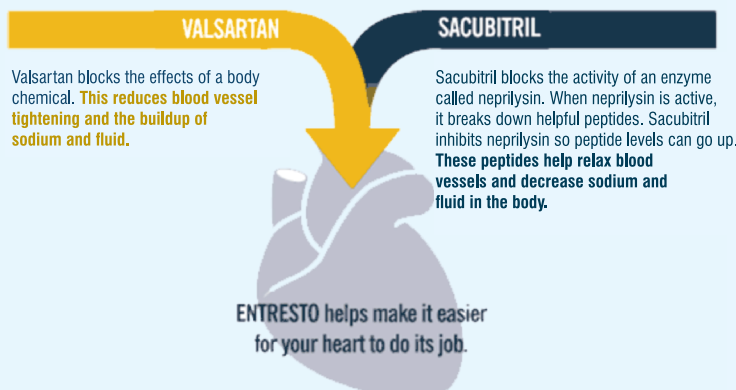 VALSARTAN
Valsartan blocks the effects of a body
chemical. This reduces blood vessel
tightening and the buildup of
sodium and fluid.
SACUBITRIL
Sacubitril blocks the activity of an enzyme
called neprilysin. When neprilysin is active,
it breaks down helpful peptides. Sacubitril
inhibits neprilysin so peptide levels can go up.
These peptides help relax blood
vessels and decrease sodium and
fluid in the body.
ENTRESTO helps make it easier
for your heart to do its job.